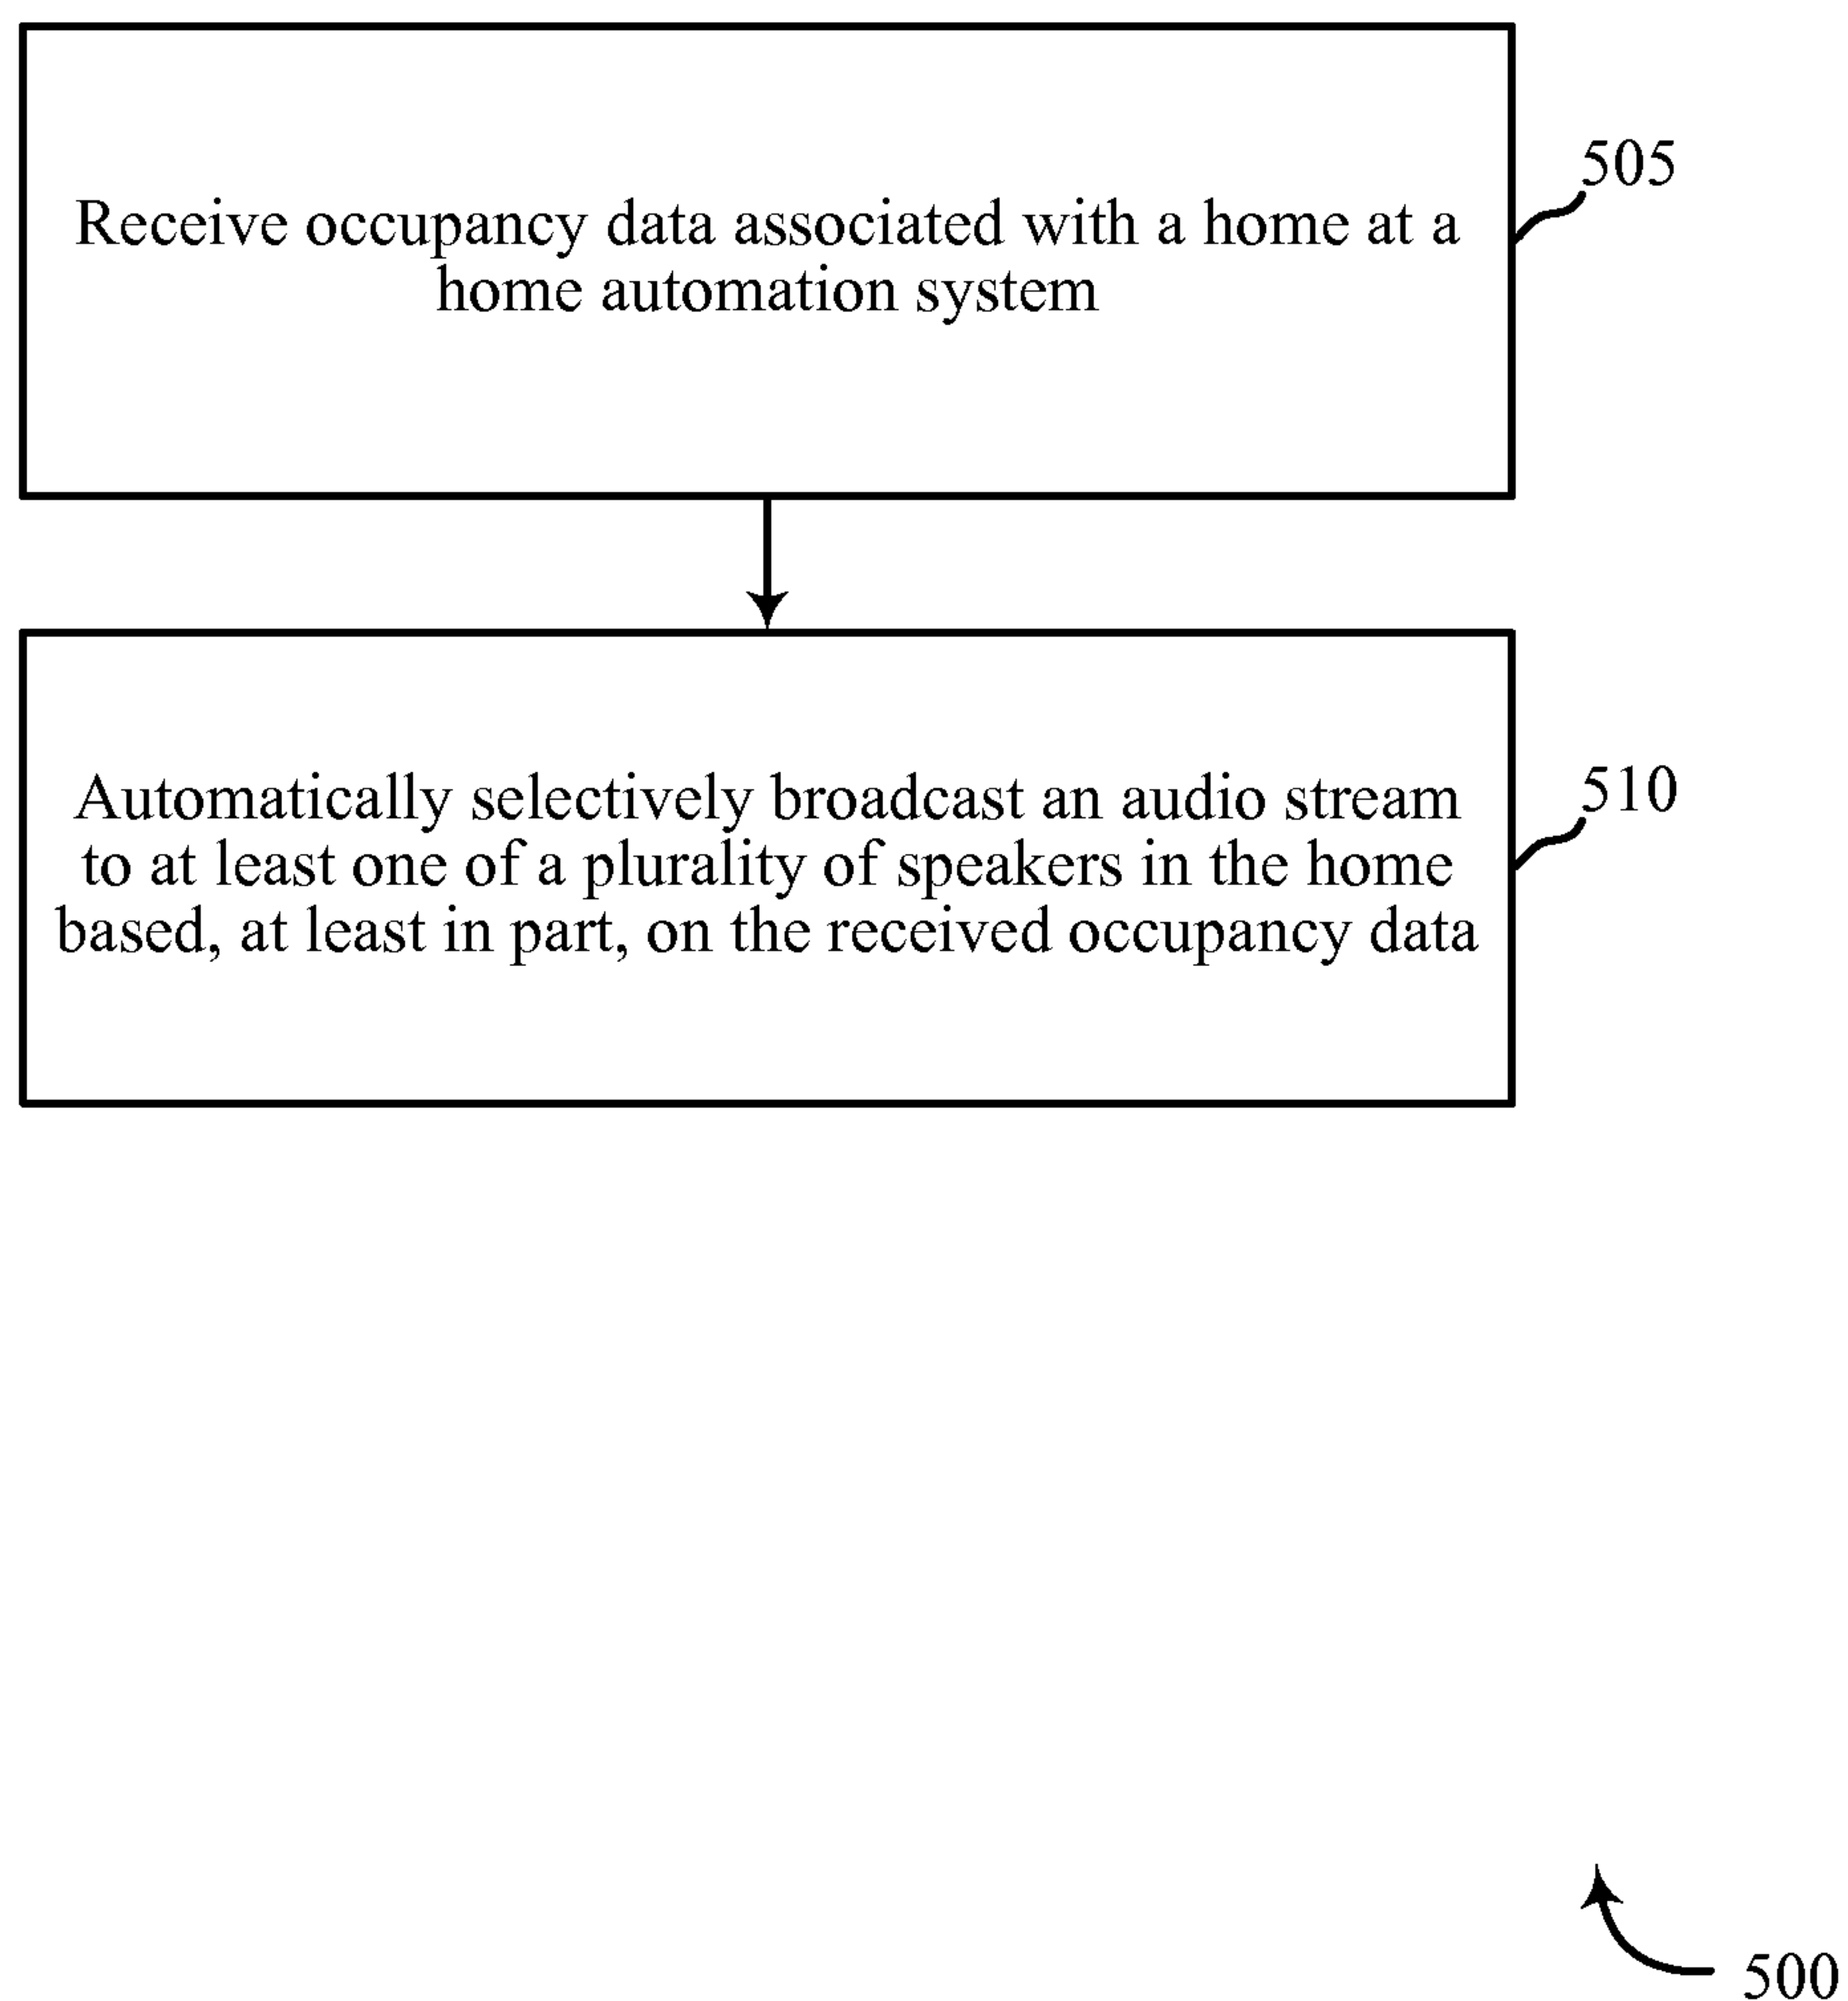 Receive occupancy data associated with a home at a
home automation system
505
Automatically selectively broadcast an audio stream
to at least one of a plurality of speakers in the home
based, at least in part, on the received occupancy data
510
500